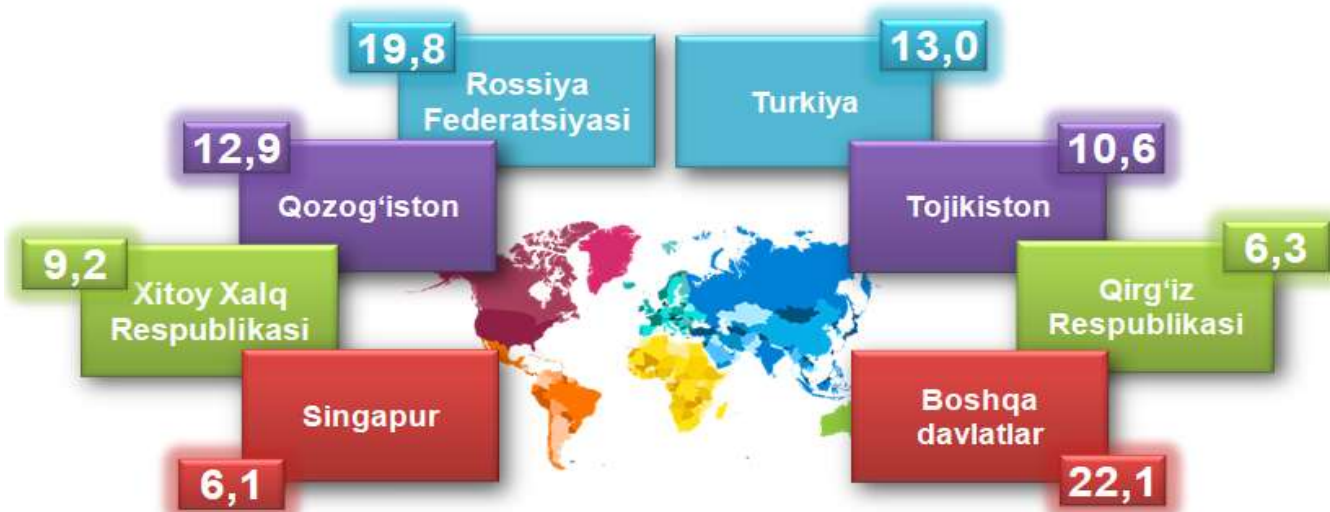 19,8
Rossiya
Federatsiyasi
13,0
Turkiya
12,9
Qozog‘iston
10,6
Tojikiston
9,2
Xitoy Xalq
Respublikasi
6,3
Qirg‘iz
Respublikasi
Singapur
6,1
Boshqa
davlatlar
22,1